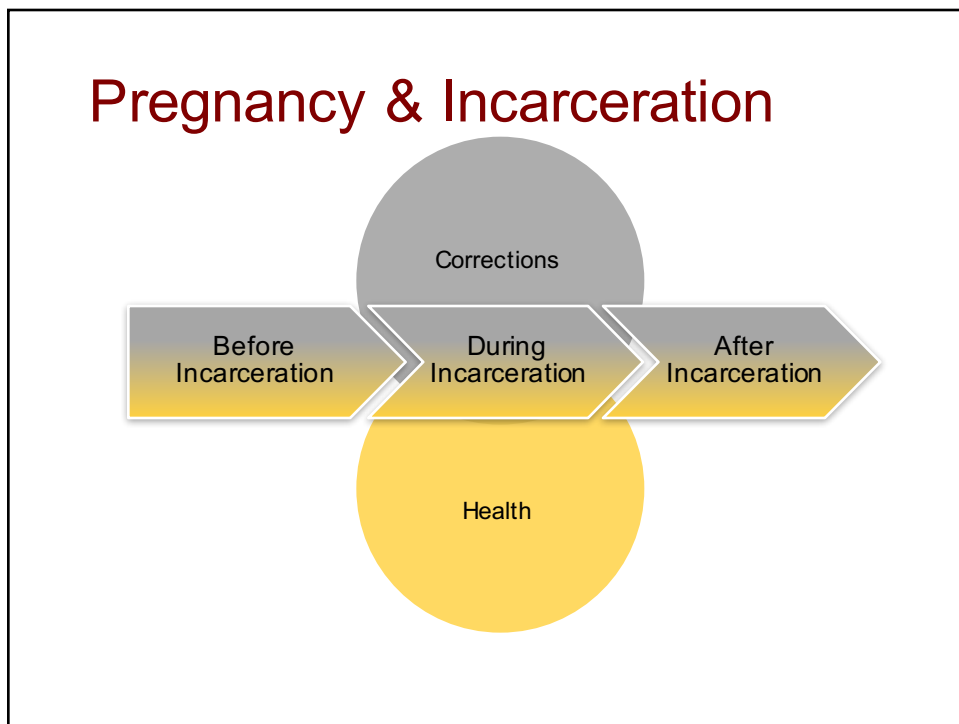 Pregnancy & Incarceration
Corrections
Before
Incarceration
During
Incarceration
After
Incarceration
Health